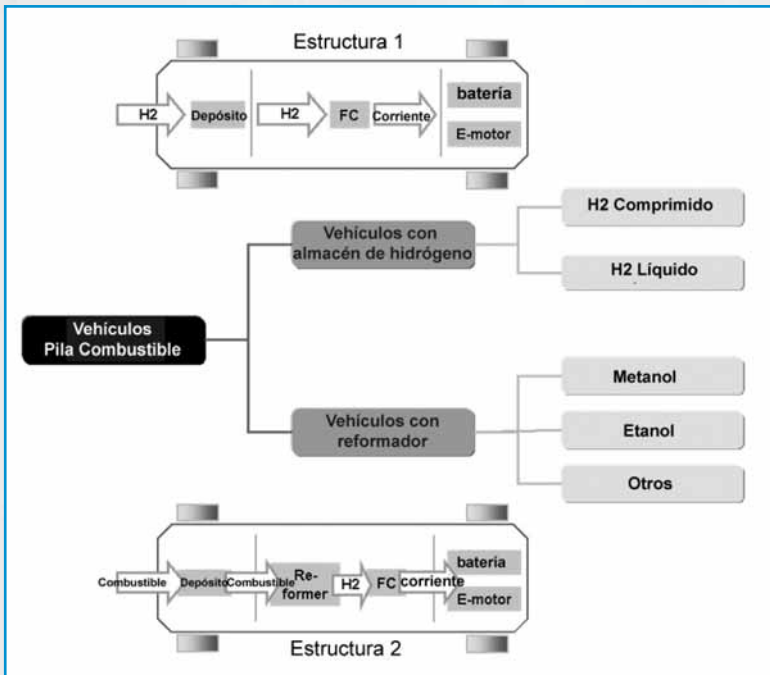 Estructura 1
H2
Depósito
H2
FC
Corriente
batería
E-motor
Vehículos con
almacén de hidrógeno
H2 Comprimido
H2 Líquido
Vehículos
Pila Combustible
Vehículos con
reformador
Metanol
Etanol
Otros
Combustible
Depósito
Combustible
Re-
former
H2
FC
corriente
bateria
E-motor
Estructura 2